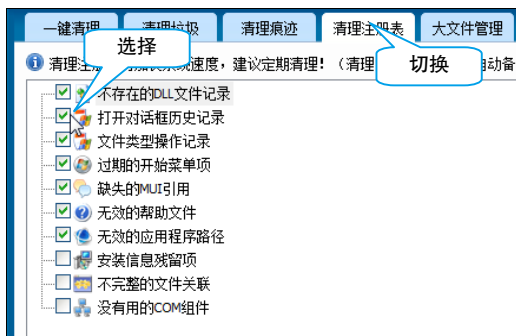 一键清理 清理垃圾 清理痕迹 清理注册表 大文件管理
选择
切换
清理注 速度，建议定期清理！（清理 自动备
不存在的DLL文件记录
打开对话框历史记录
文件类型操作记录
过期的开始菜单项
缺失的MUI引用
无效的帮助文件
无效的应用程序路径
安装信息残留项
不完整的文件关联
没有用的COM组件